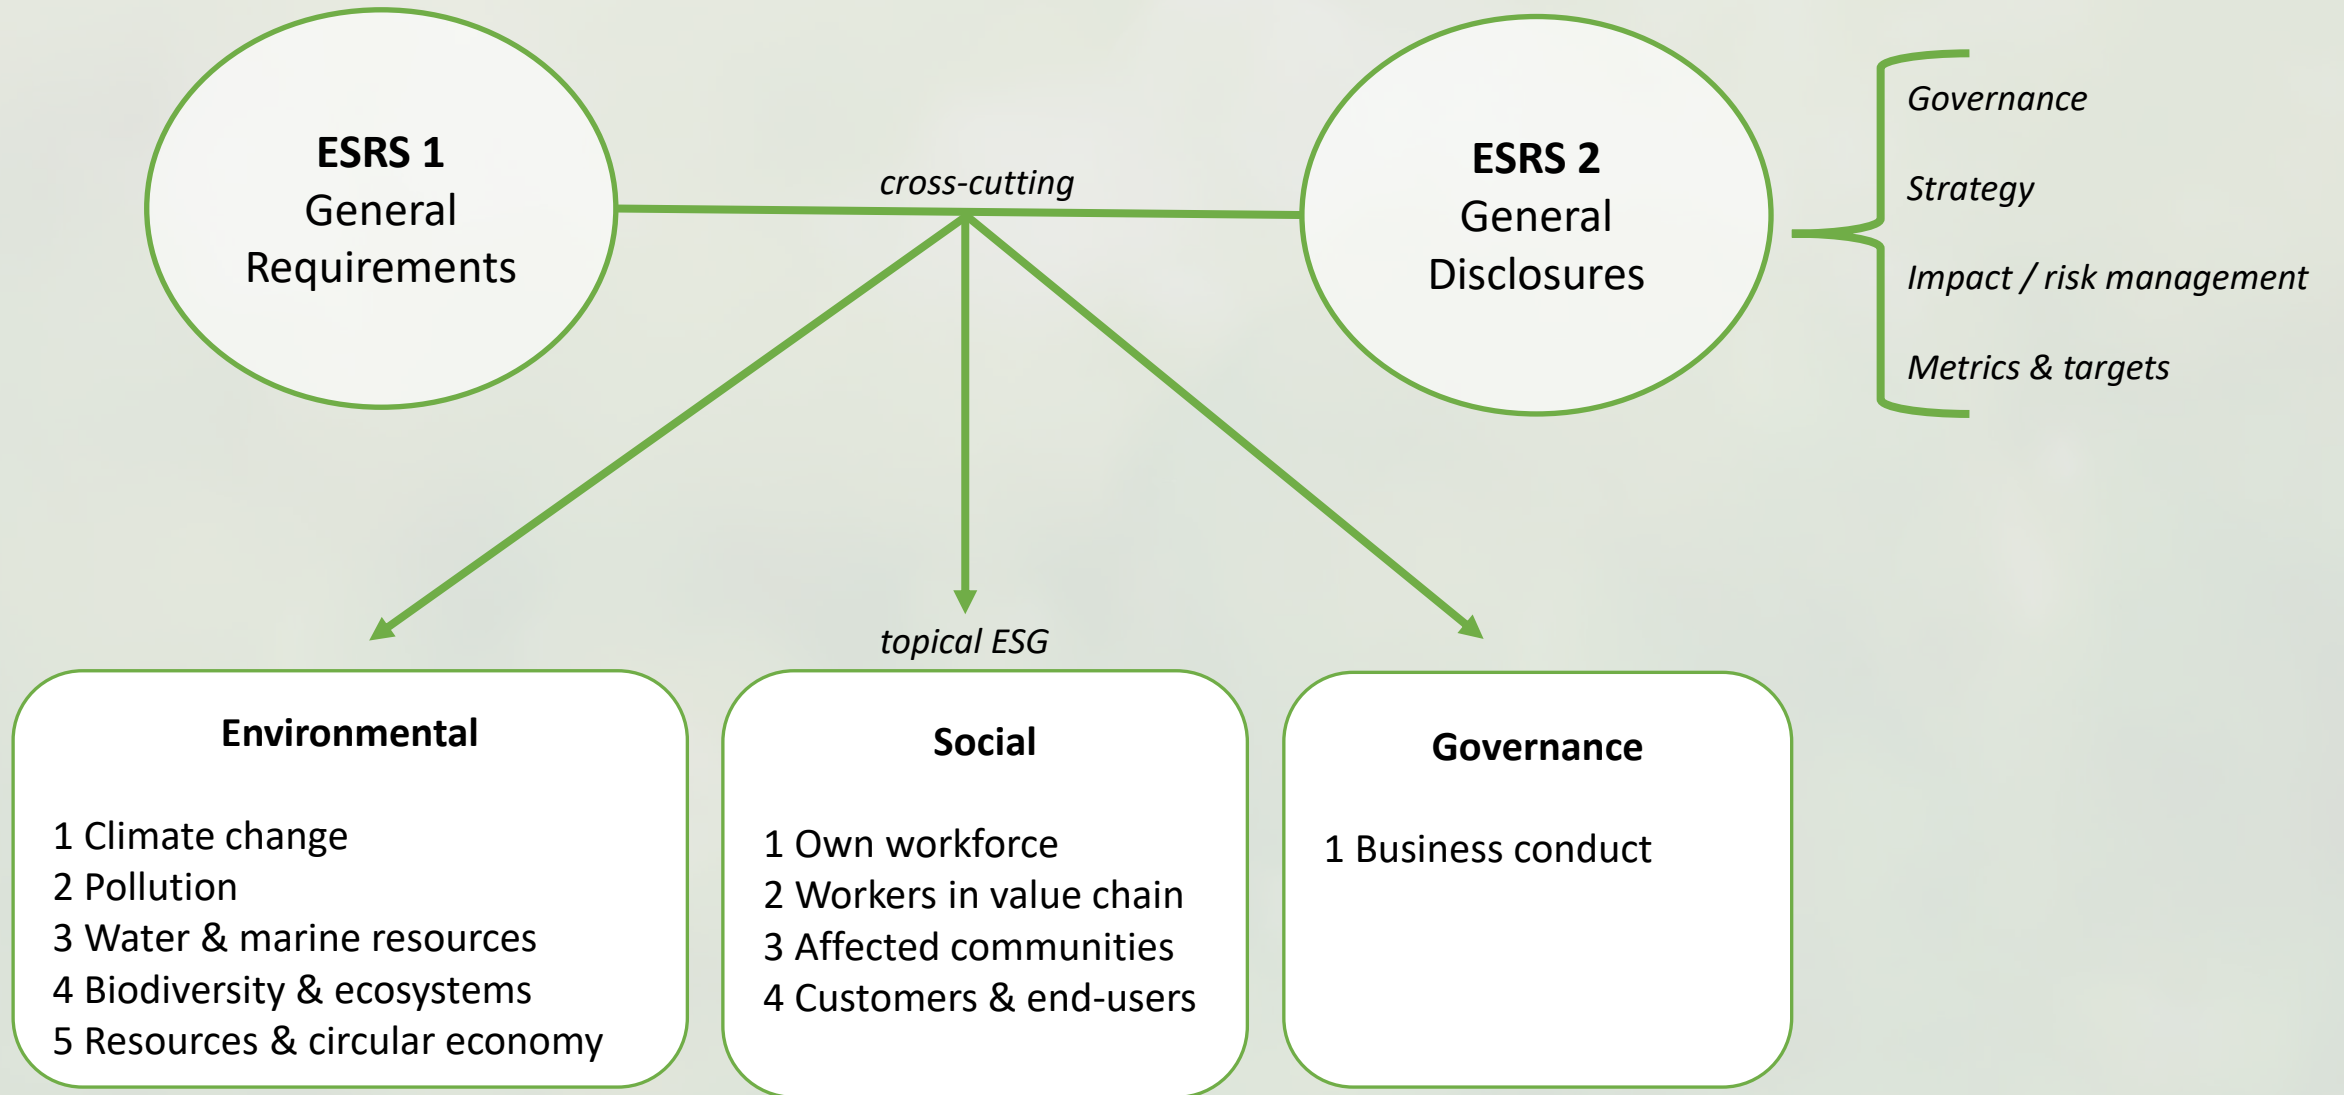 ESRS 1
General
Requirements
cross-cutting
ESRS 2
General
Disclosures
Governance
Strategy
Impact / risk management
Metrics & targets
topical ESG
Environmental
1 Climate change
2 Pollution
3 Water & marine resources
4 Biodiversity & ecosystems
5 Resources & circular economy
Social
1 Own workforce
2 Workers in value chain
3 Affected communities
4 Customers & end-users
Governance
1 Business conduct